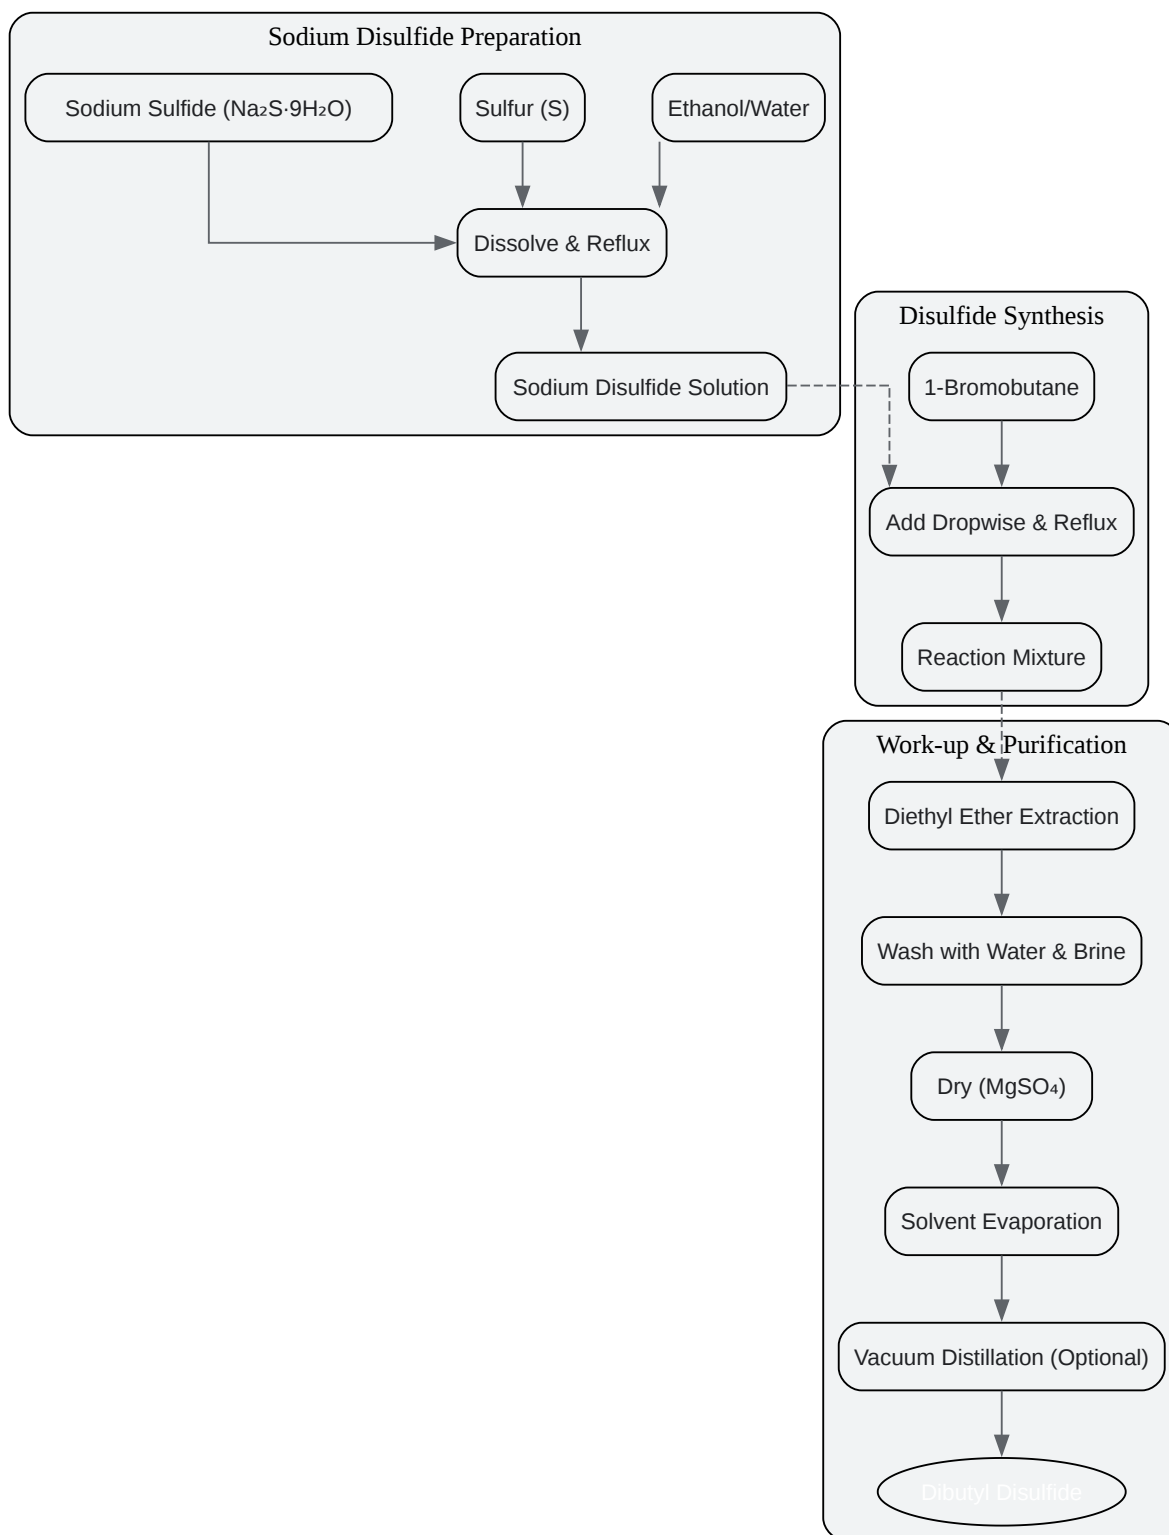 Sodium Disulfide Preparation
Sodium Sulfide (Na₂S·9H₂O)
Sulfur (S)
Ethanol/Water
Dissolve & Reflux
Sodium Disulfide Solution
Disulfide Synthesis
1-Bromobutane
Add Dropwise & Reflux
Reaction Mixture
Work-up & Purification
Diethyl Ether Extraction
Wash with Water & Brine
Dry (MgSO₄)
Solvent Evaporation
Vacuum Distillation (Optional)
Dibutyl Disulfide